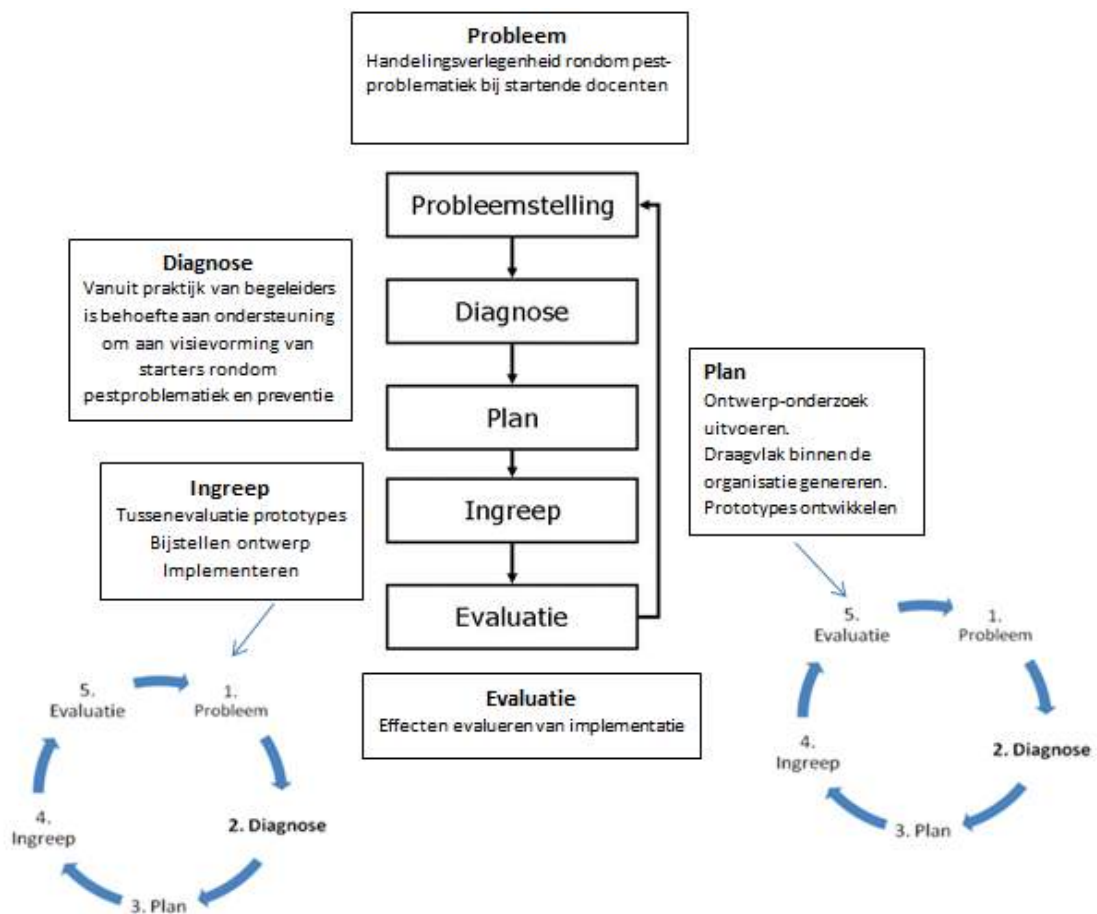 Probleem
Handelingsverlegenheid rondom pest-
problematiek bij startende docenten
Probleemstelling
Diagnose
Plan
Ingreep
Evaluatie
Diagnose
Vanuit praktijk van begeleiders
is behoefte aan ondersteuning
om aan visievorming van
starters rondom
pestproblematiek en preventie
Plan
Ontwerp-onderzoek
uitvoeren.
Draagvlak binnen de
organisatie genereren.
Prototypes ontwikkelen
Ingreep
Tussenevaluatie prototypes
Bijstellen ontwerp
Implementeren
Evaluatie
Effecten evalueren van implementatie
1.
Probleem
2. Diagnose
3. Plan
4.
Ingreep
5.
Evaluatie
1.
Probleem
2. Diagnose
3. Plan
4.
Ingreep
5.
Evaluatie